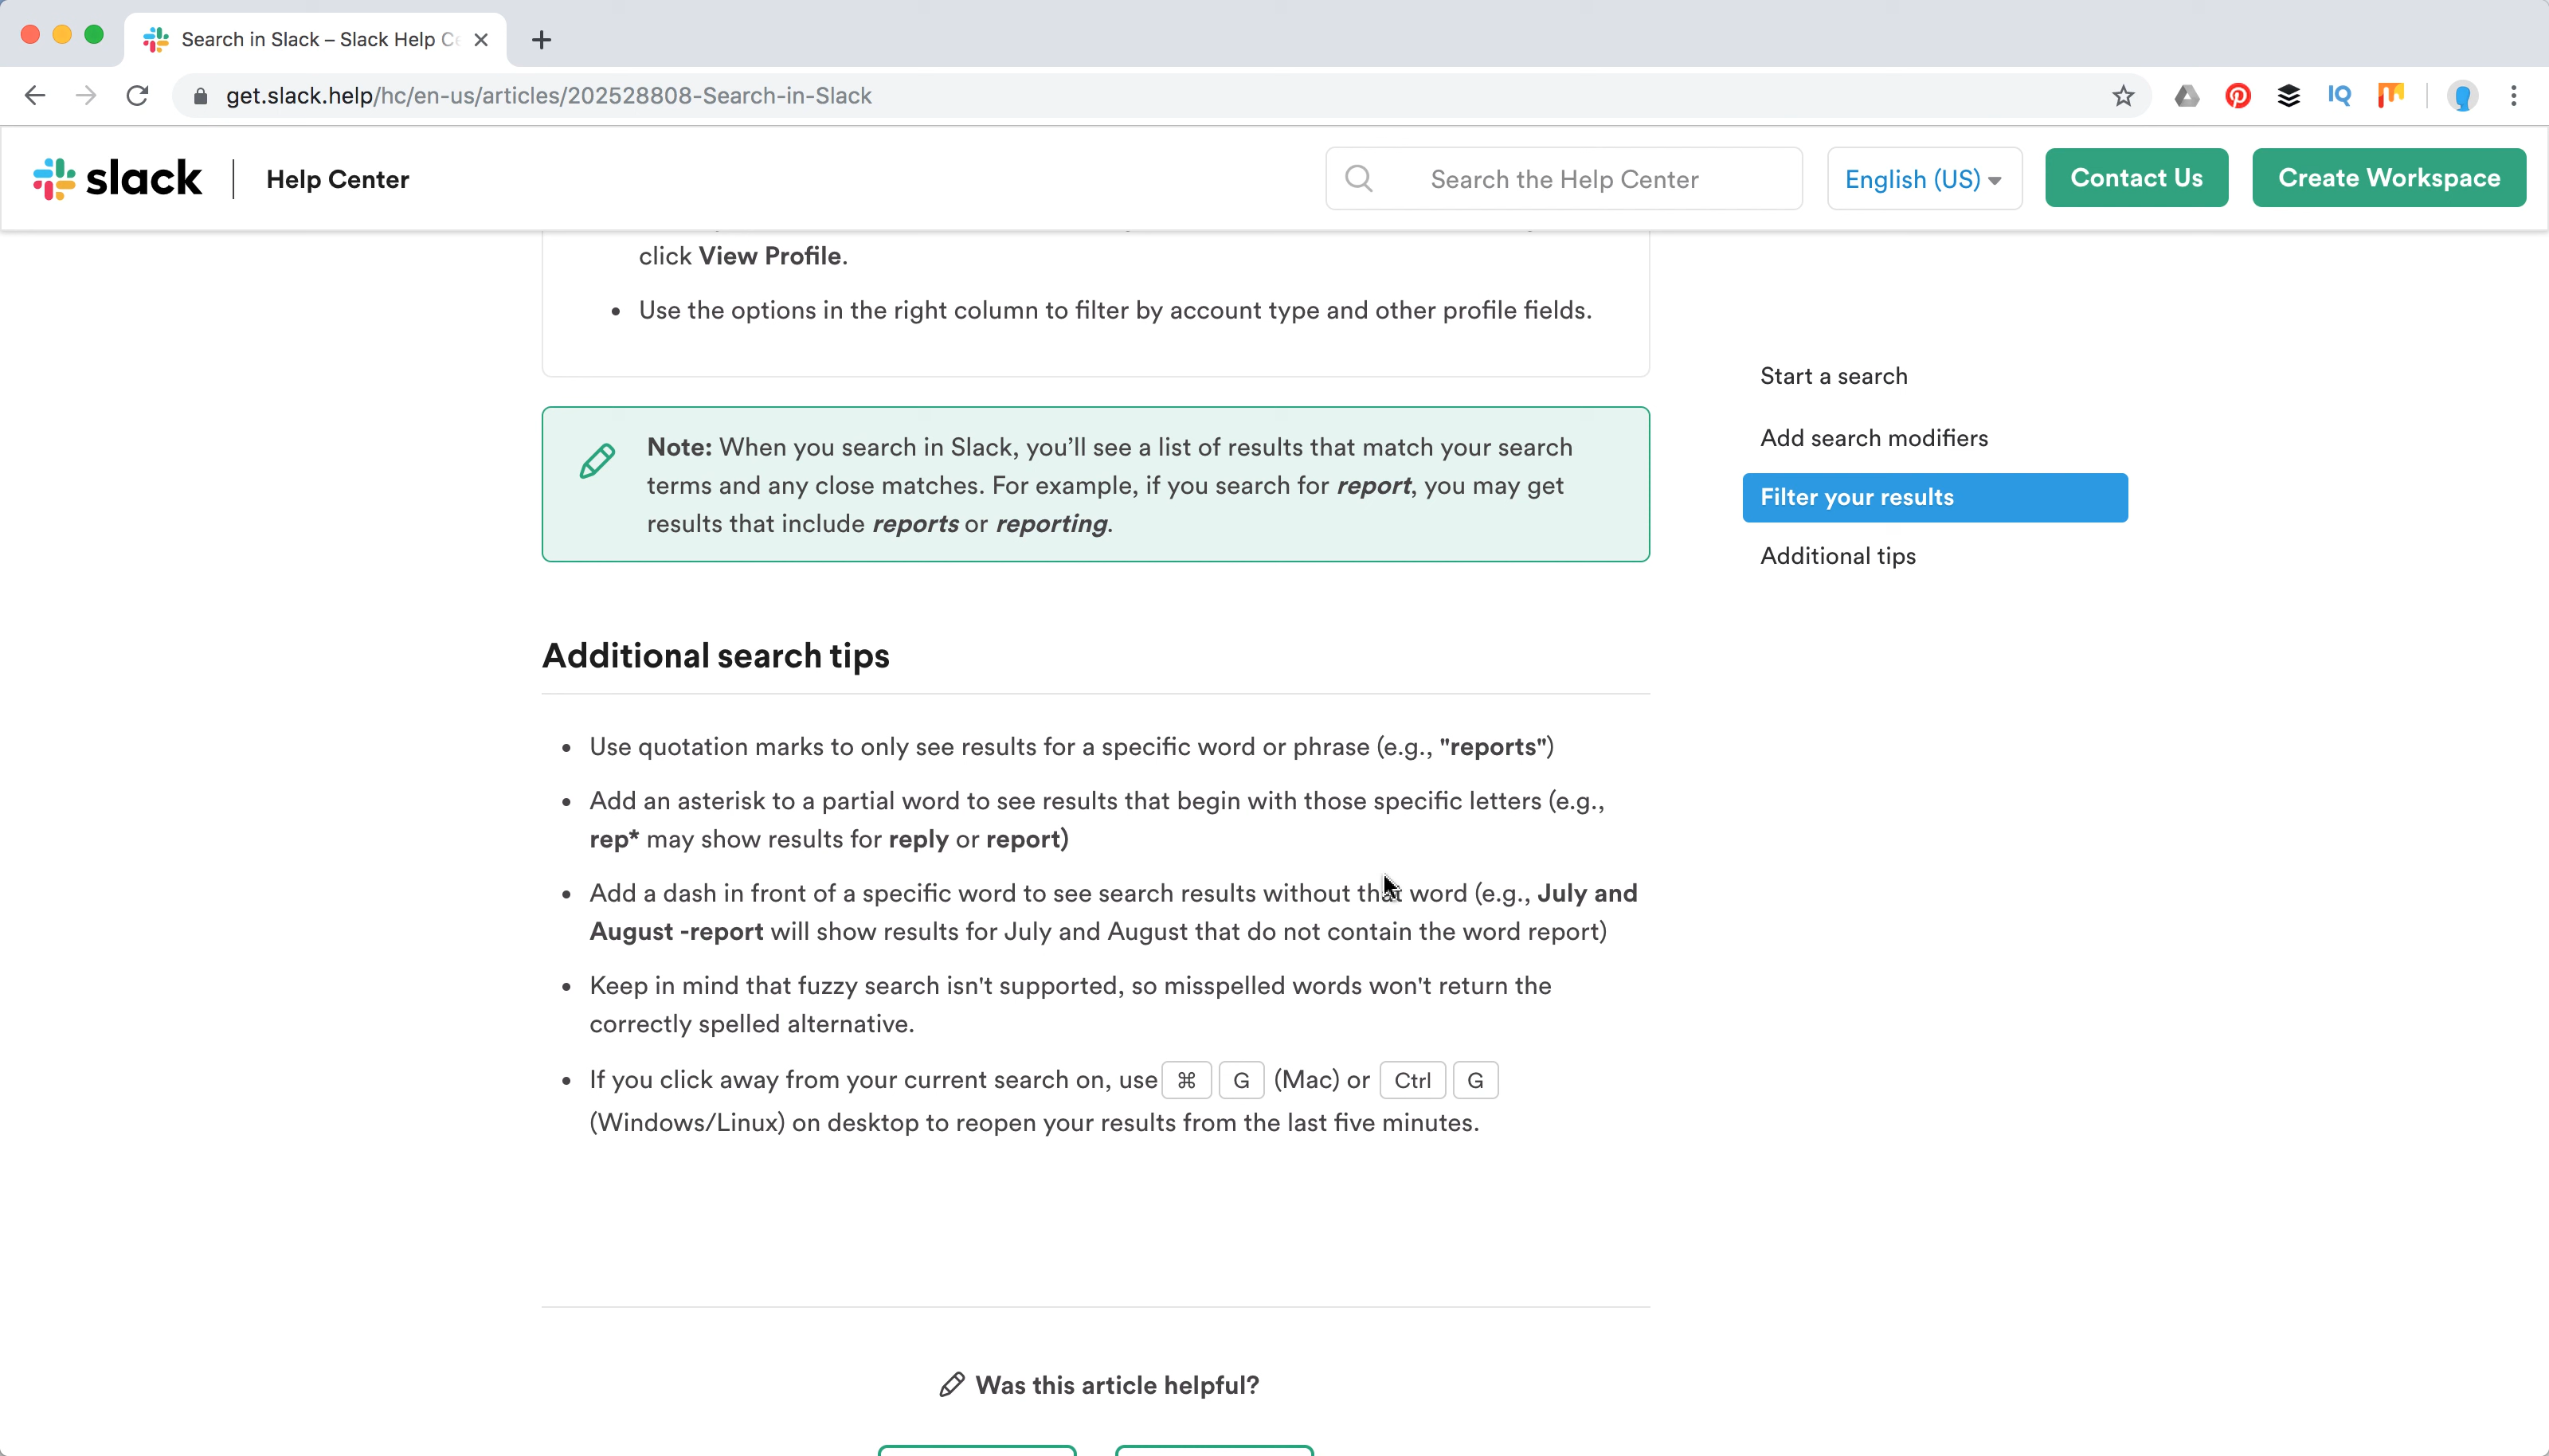 Search in Slack – Slack Help Ce
get.slack.help/hc/en-us/articles/202528808-Search-in-Slack
IQ
slack
Help Center
Search the Help Center
English (US)
Contact Us
Create Workspace
click View Profile.
• Use the options in the right column to filter by account type and other profile fields.
Note: When you search in Slack, you’ll see a list of results that match your search
terms and any close matches. For example, if you search for report, you may get
results that include reports or reporting.
Start a search
Add search modifiers
Filter your results
Additional tips
Additional search tips
• Use quotation marks to only see results for a specific word or phrase (e.g., "reports")
• Add an asterisk to a partial word to see results that begin with those specific letters (e.g.,
rep* may show results for reply or report)
• Add a dash in front of a specific word to see search results without that word (e.g., July and
August -report will show results for July and August that do not contain the word report)
• Keep in mind that fuzzy search isn't supported, so misspelled words won't return the
correctly spelled alternative.
• If you click away from your current search on, use ⌘ G (Mac) or Ctrl G
(Windows/Linux) on desktop to reopen your results from the last five minutes.
Was this article helpful?